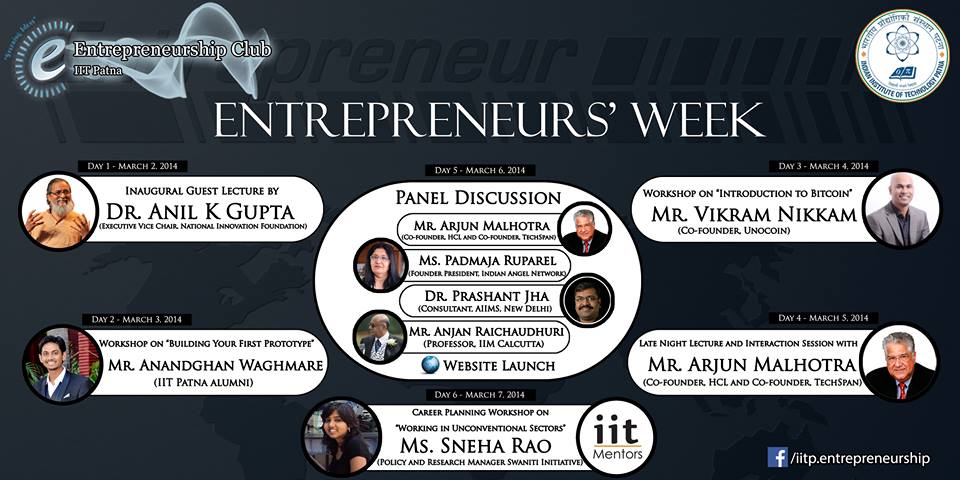 "Inspiring Ideas"
Entrepreneurship Club
IIT Patna
Entrepreneur
भारतीय प्रौद्योगिकी संस्थान पटना
INDIAN INSTITUTE OF TECHNOLOGY PATNA
ENTREPRENEURS' WEEK
DAY 1 - MARCH 2, 2014
INAUGURAL GUEST LECTURE BY
DR. ANIL K GUPTA
(EXECUTIVE VICE CHAIR, NATIONAL INNOVATION FOUNDATION)
DAY 2 - MARCH 3, 2014
WORKSHOP ON "BUILDING YOUR FIRST PROTOTYPE"
MR. ANANDGHAN WAGHMARE
(IIT PATNA ALUMNI)
DAY 5 - MARCH 6, 2014
PANEL DISCUSSION
MR. ARJUN MALHOTRA
(CO-FOUNDER, HCL AND CO-FOUNDER, TECHSPAN)
MS. PADMAJA RUPAREL
(FOUNDER PRESIDENT, INDIAN ANGEL NETWORK)
DR. PRASHANT JHA
(CONSULTANT, AIIMS, NEW DELHI)
MR. ANJAN RAICHAUDHURI
(PROFESSOR, IIM CALCUTTA)
WEBSITE LAUNCH
DAY 3 - MARCH 4, 2014
WORKSHOP ON "INTRODUCTION TO BITCOIN"
MR. VIKRAM NIKKAM
(CO-FOUNDER, UNOCOIN)
DAY 4 - MARCH 5, 2014
LATE NIGHT LECTURE AND INTERACTION SESSION WITH
MR. ARJUN MALHOTRA
(CO-FOUNDER, HCL AND CO-FOUNDER, TECHSPAN)
DAY 6 - MARCH 7, 2014
CAREER PLANNING WORKSHOP ON
"WORKING IN UNCONVENTIONAL SECTORS"
MS. SNEHA RAO
(POLICY AND RESEARCH MANAGER SWANITI INITIATIVE)
iit
Mentors
f /iitp.entrepreneurship